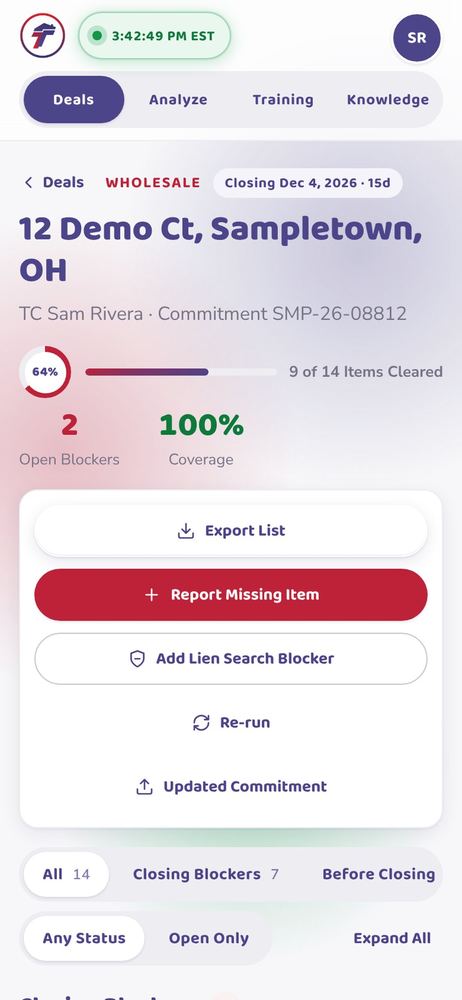 3:42:49 PM EST
SR
Deals
Analyze
Training
Knowledge
Deals
WHOLESALE
Closing Dec 4, 2026 · 15d
12 Demo Ct, Sampletown,
OH
TC Sam Rivera · Commitment SMP-26-08812
64%
9 of 14 Items Cleared
2
Open Blockers
100%
Coverage
Export List
Report Missing Item
Add Lien Search Blocker
Re-run
Updated Commitment
All 14
Closing Blockers 7
Before Closing
Any Status
Open Only
Expand All